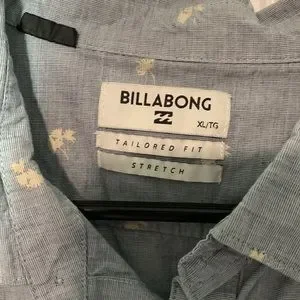 BILLABONG
XL/TG
TAILORED FIT
STRETCH